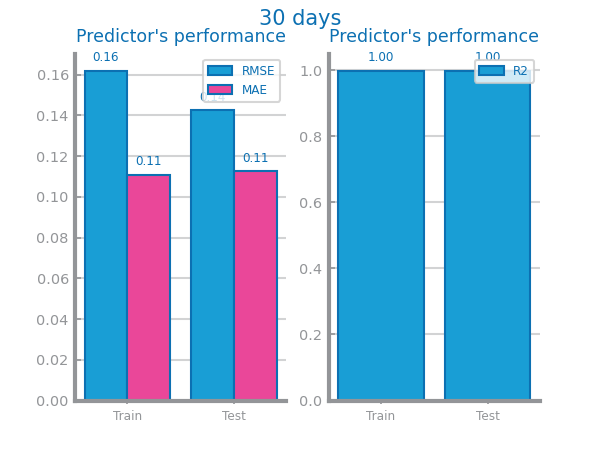 30 days
Predictor's performance
0.16
RMSE
MAE
0.14
0.11
0.11
0.16
0.14
0.12
0.10
0.08
0.06
0.04
0.02
0.00
Train
Test
Predictor's performance
1.00
1.00
R2
1.0
0.8
0.6
0.4
0.2
0.0
Train
Test